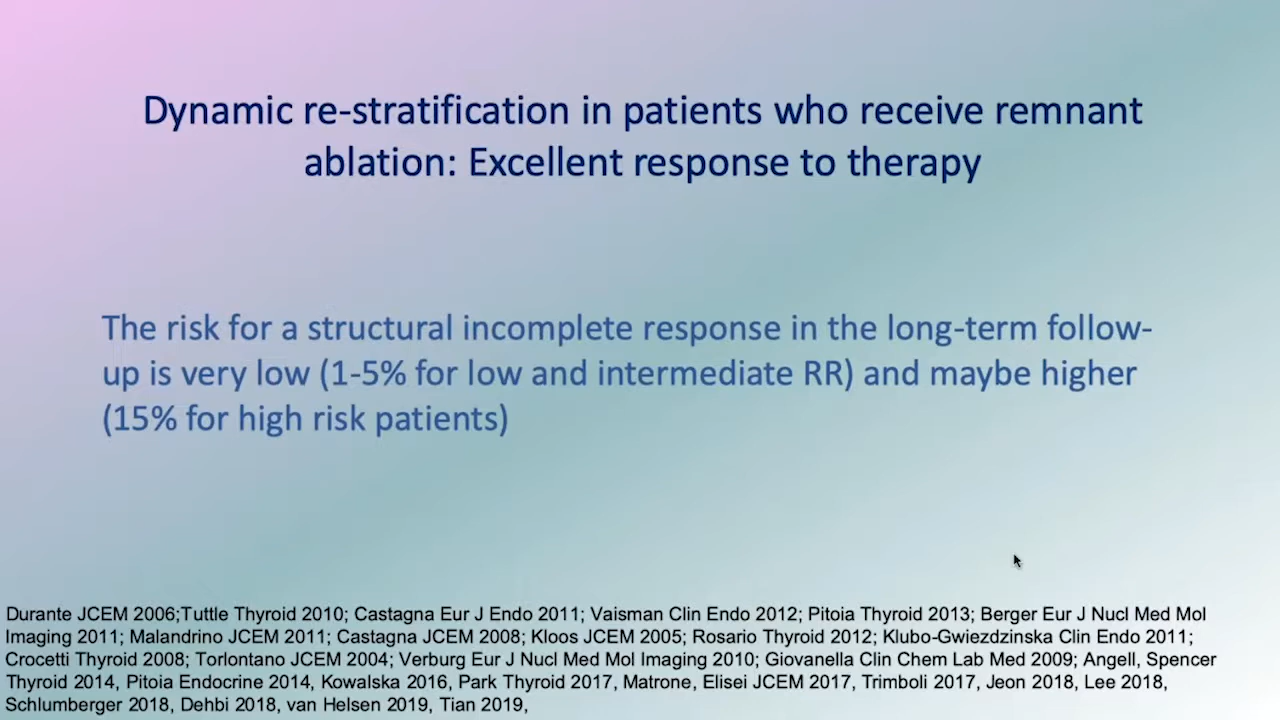 Dynamic re-stratification in patients who receive remnant
ablation: Excellent response to therapy
The risk for a structural incomplete response in the long-term follow-
up is very low (1-5% for low and intermediate RR) and maybe higher
(15% for high risk patients)
Durante JCEM 2006;Tuttle Thyroid 2010; Castagna Eur J Endo 2011; Vaisman Clin Endo 2012; Pitoia Thyroid 2013; Berger Eur J Nucl Med Mol
Imaging 2011; Malandrino JCEM 2011; Castagna JCEM 2008; Kloos JCEM 2005; Rosario Thyroid 2012; Klubo-Gwiezdzinska Clin Endo 2011;
Crocetti Thyroid 2008; Torlontano JCEM 2004; Verburg Eur J Nucl Med Mol Imaging 2010; Giovanella Clin Chem Lab Med 2009; Angell, Spencer
Thyroid 2014, Pitoia Endocrine 2014, Kowalska 2016, Park Thyroid 2017, Matrone, Elisei JCEM 2017, Trimboli 2017, Jeon 2018, Lee 2018,
Schlumberger 2018, Dehbi 2018, van Helsen 2019, Tian 2019,